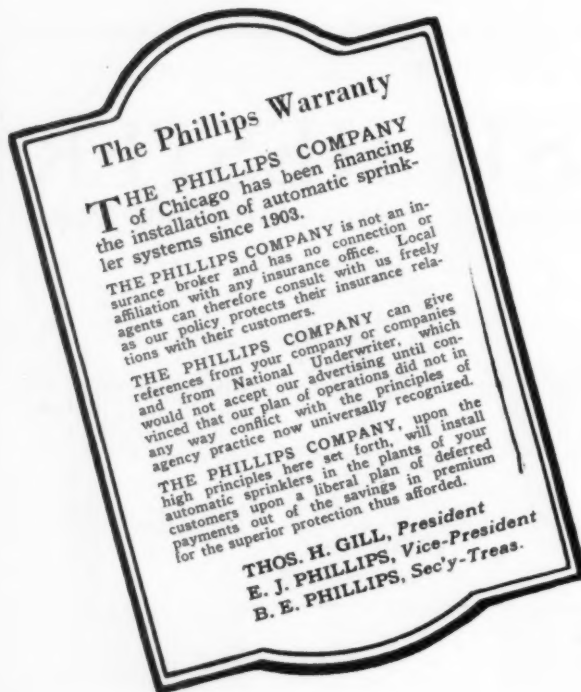 The Phillips Warranty
THE PHILLIPS COMPANY
of Chicago has been financing
the installation of automatic sprink-
ler systems since 1903.
THE PHILLIPS COMPANY is not an in-
surance broker and has no connection or
affiliation with any insurance office. Local
agents can therefore consult with us freely
as our policy protects their insurance rela-
tions with their customers.
THE PHILLIPS COMPANY can give
references from your company or companies
and from National Underwriter, which
would not accept our advertising until con-
vinced that our plan of operations did not in
any way conflict with the principles of
agency practice now universally recognized.
THE PHILLIPS COMPANY, upon the
high principles here set forth, will install
automatic sprinklers in the plants of your
customers upon a liberal plan of deferred
payments out of the savings in premium
for the superior protection thus afforded.
THOS. H. GILL, President
E. J. PHILLIPS, Vice-President
B. E. PHILLIPS, Sec'y-Treas.